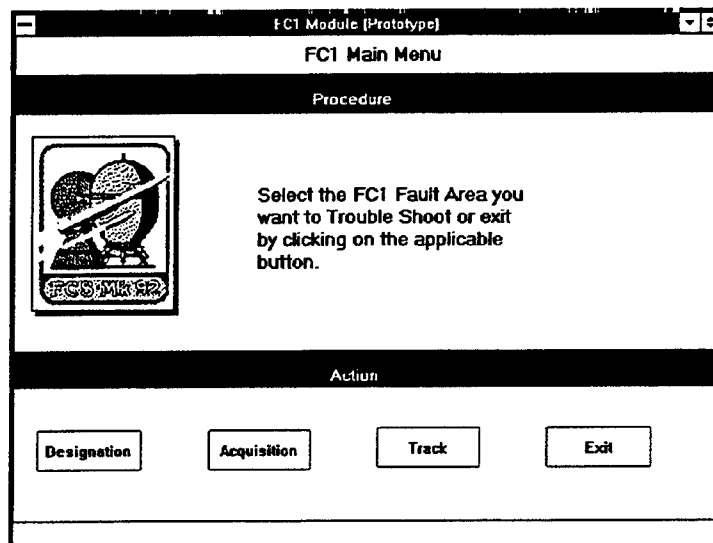 FC1 Module (Prototype)
FC1 Main Menu
Procedure
Select the FC1 Fault Area you
want to Trouble Shoot or exit
by clicking on the applicable
button.
FCS Mk 92
Action
Designation
Acquisition
Track
Exit